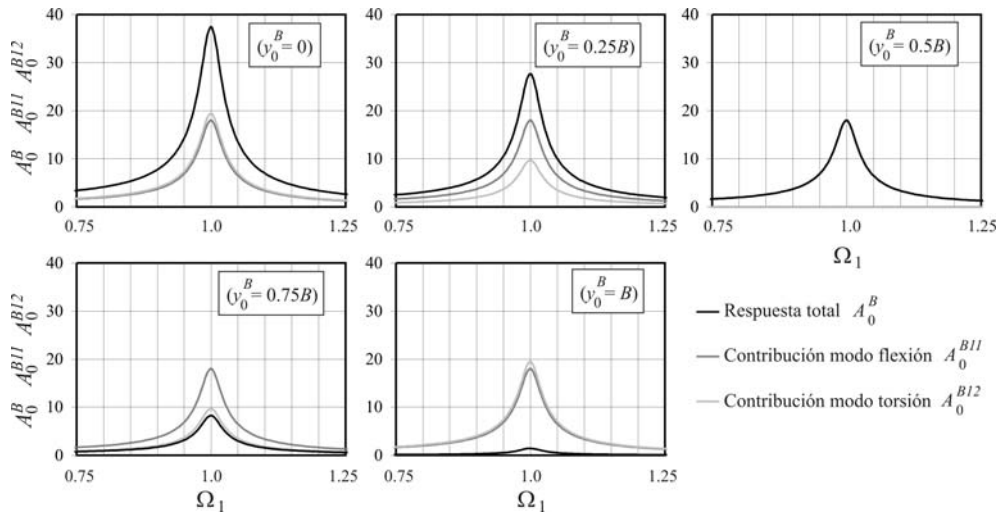 A_0^B A_0^{B11} A_0^{B12}
40
30
20
10
0
(y_0^B = 0)
0.75 1.0 1.25
40
30
20
10
0
(y_0^B = 0.25B)
0.75 1.0 1.25
40
30
20
10
0
(y_0^B = 0.5B)
0.75 1.0 1.25
Ω_1
A_0^B A_0^{B11} A_0^{B12}
40
30
20
10
0
(y_0^B = 0.75B)
0.75 1.0 1.25
Ω_1
40
30
20
10
0
(y_0^B = B)
0.75 1.0 1.25
Ω_1
Respuesta total A_0^B
Contribución modo flexión A_0^{B11}
Contribución modo torsión A_0^{B12}